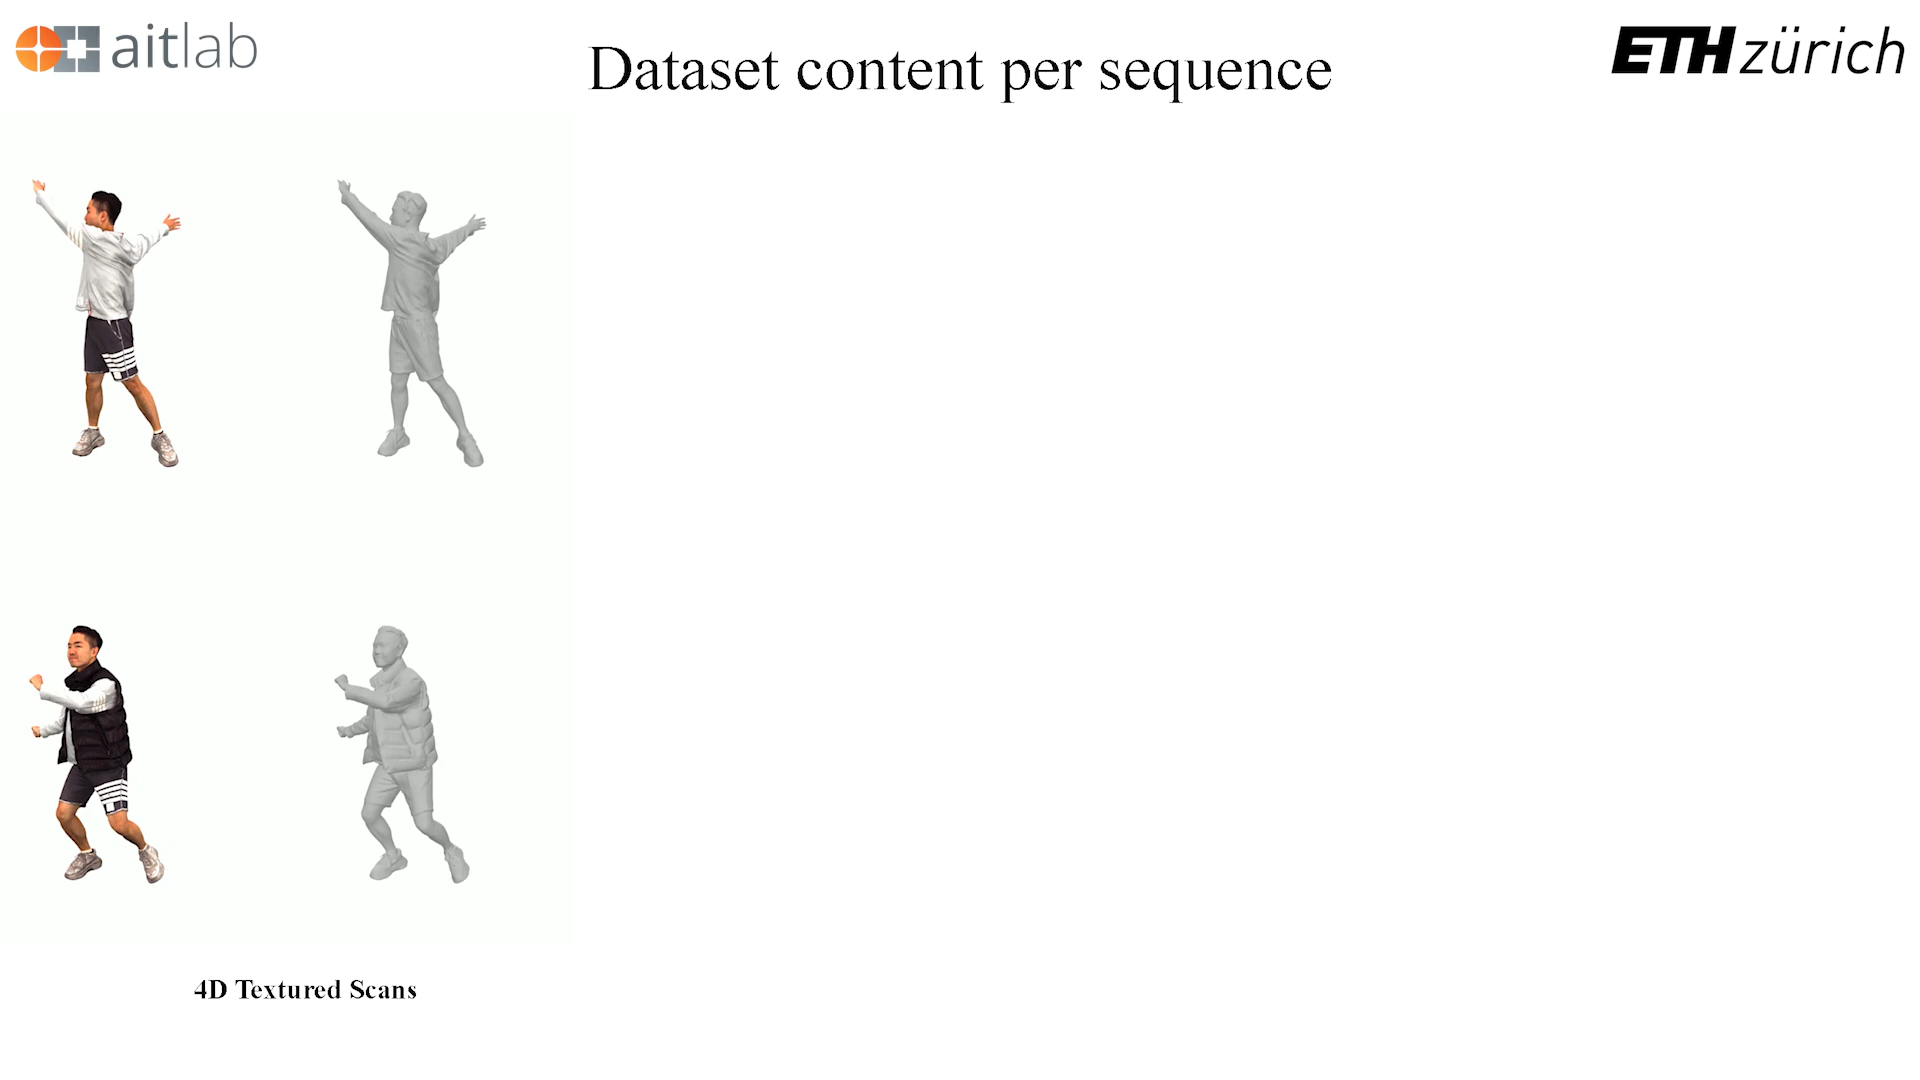 aitlab
Dataset content per sequence
ETH zürich
4D Textured Scans